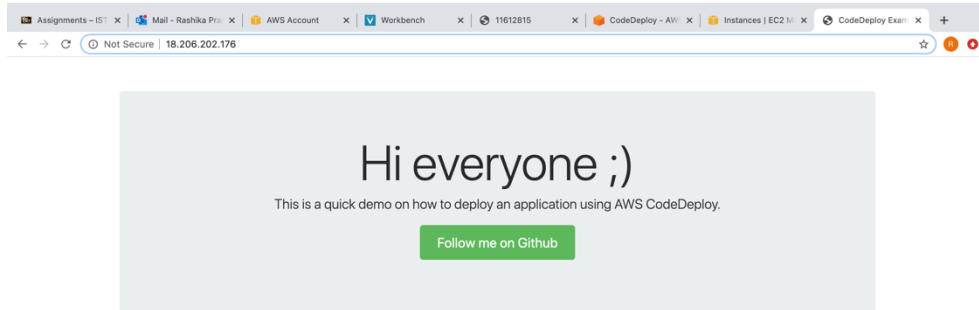 Assignments – IST
Mail - Rashika Pra
AWS Account
Workbench
11612815
CodeDeploy - AW
Instances | EC2 M
CodeDeploy Exam
Not Secure | 18.206.202.176
R
Hi everyone ;)
This is a quick demo on how to deploy an application using AWS CodeDeploy.
Follow me on Github